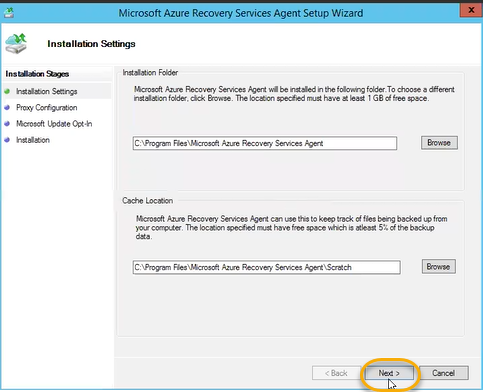 Microsoft Azure Recovery Services Agent Setup Wizard
Installation Settings
Installation Stages
Installation Settings
Proxy Configuration
Microsoft Update Opt-In
Installation
Installation Folder
Microsoft Azure Recovery Services Agent will be installed in the following folder.To choose a different
installation folder, click Browse. The location specified must have at least 1 GB of free space.
C:\Program Files\Microsoft Azure Recovery Services Agent
Browse
Cache Location
Microsoft Azure Recovery Services Agent can use this to keep track of files being backed up from
your computer. The location specified must have free space which is atleast 5% of the backup
data.
C:\Program Files\Microsoft Azure Recovery Services Agent\Scratch
Browse
< Back
Next >
Cancel